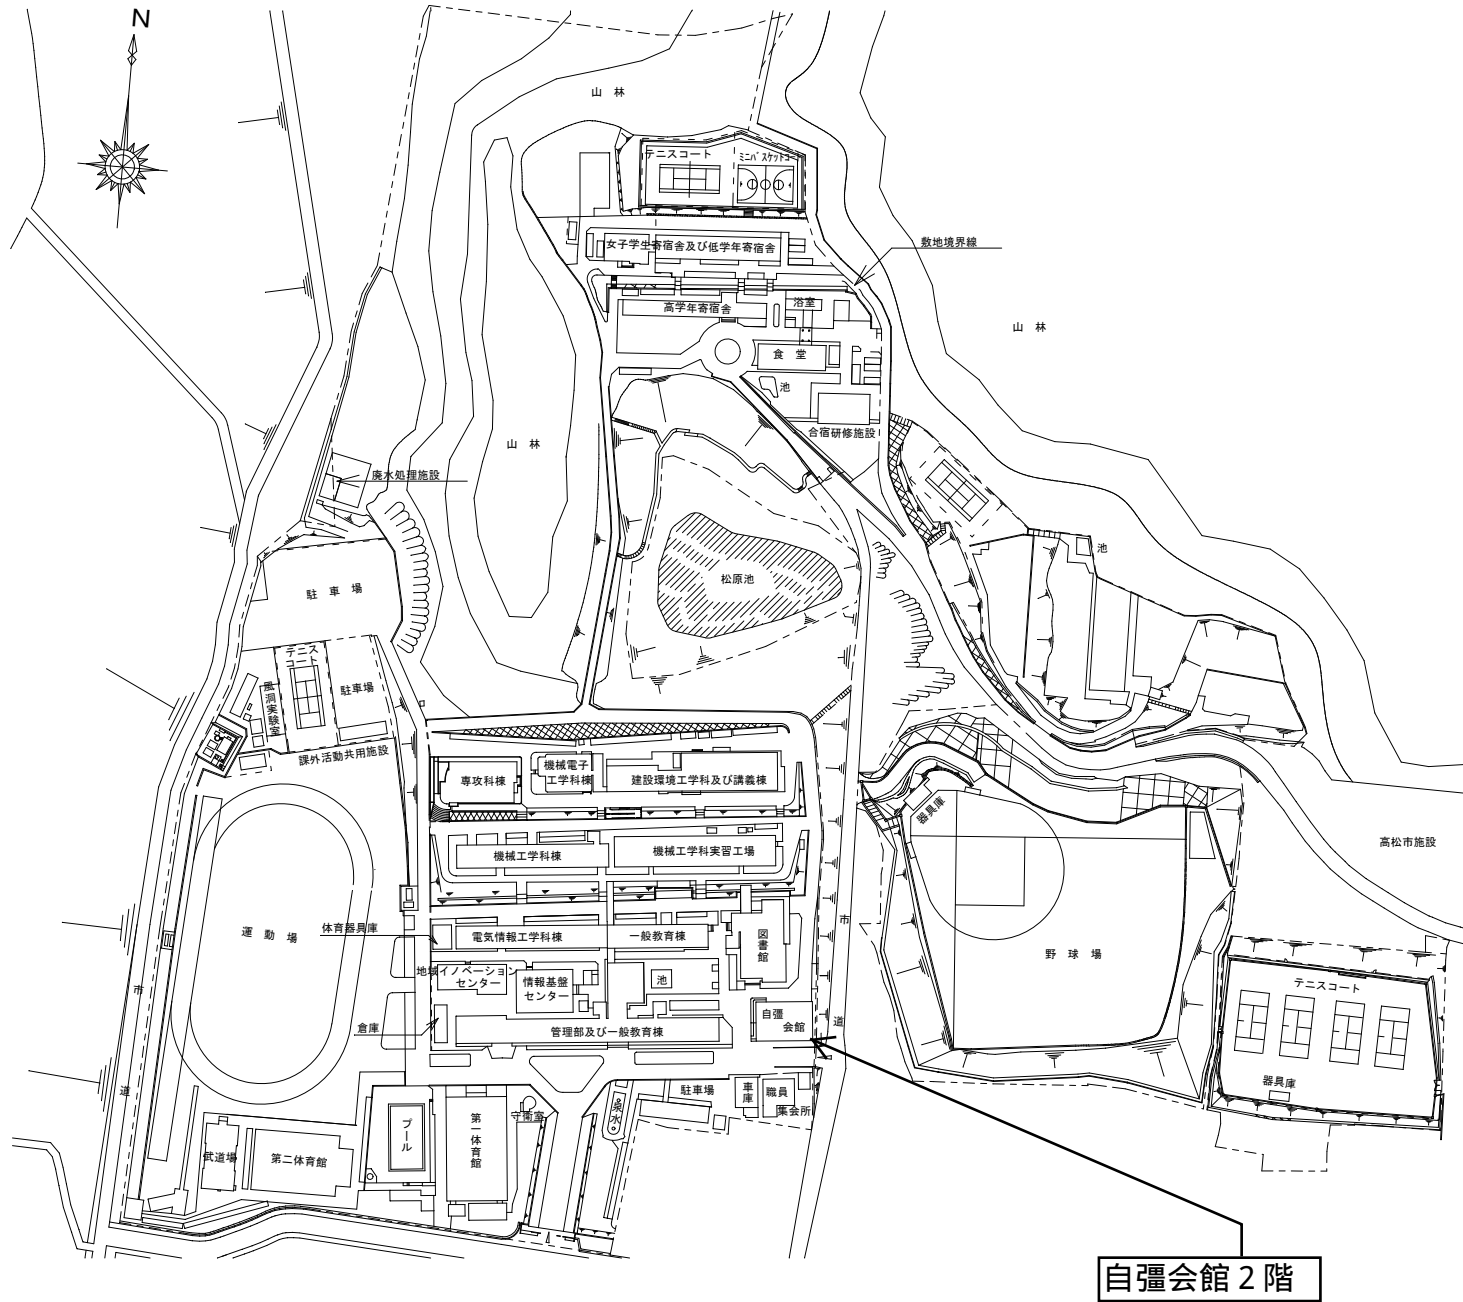 N
山 林
テニスコート
ミニバスケットコート
女子学生寄宿舎及び低学年寄宿舎
敷地境界線
高学年寄宿舎
浴室
山 林
食 堂
池
合宿研修施設
山 林
廃水処理施設
池
松原池
駐 車 場
テニス
コート
駐車場
風洞実験室
課外活動共用施設
専攻科棟
機械電子
工学科棟
建設環境工学科及び講義棟
器具庫
高松市施設
機械工学科棟
機械工学科実習工場
運 動 場
体育器具庫
電気情報工学科棟
一般教育棟
図書館
市
野 球 場
地域イノベーション
センター
情報基盤
センター
池
テニスコート
市
自彊
会館
道
倉庫
管理部及び一般教育棟
道
駐車場
車庫
職員
集会所
器具庫
プール
第一体育館
守衛室
泉水
武道場
第二体育館
自彊会館2階